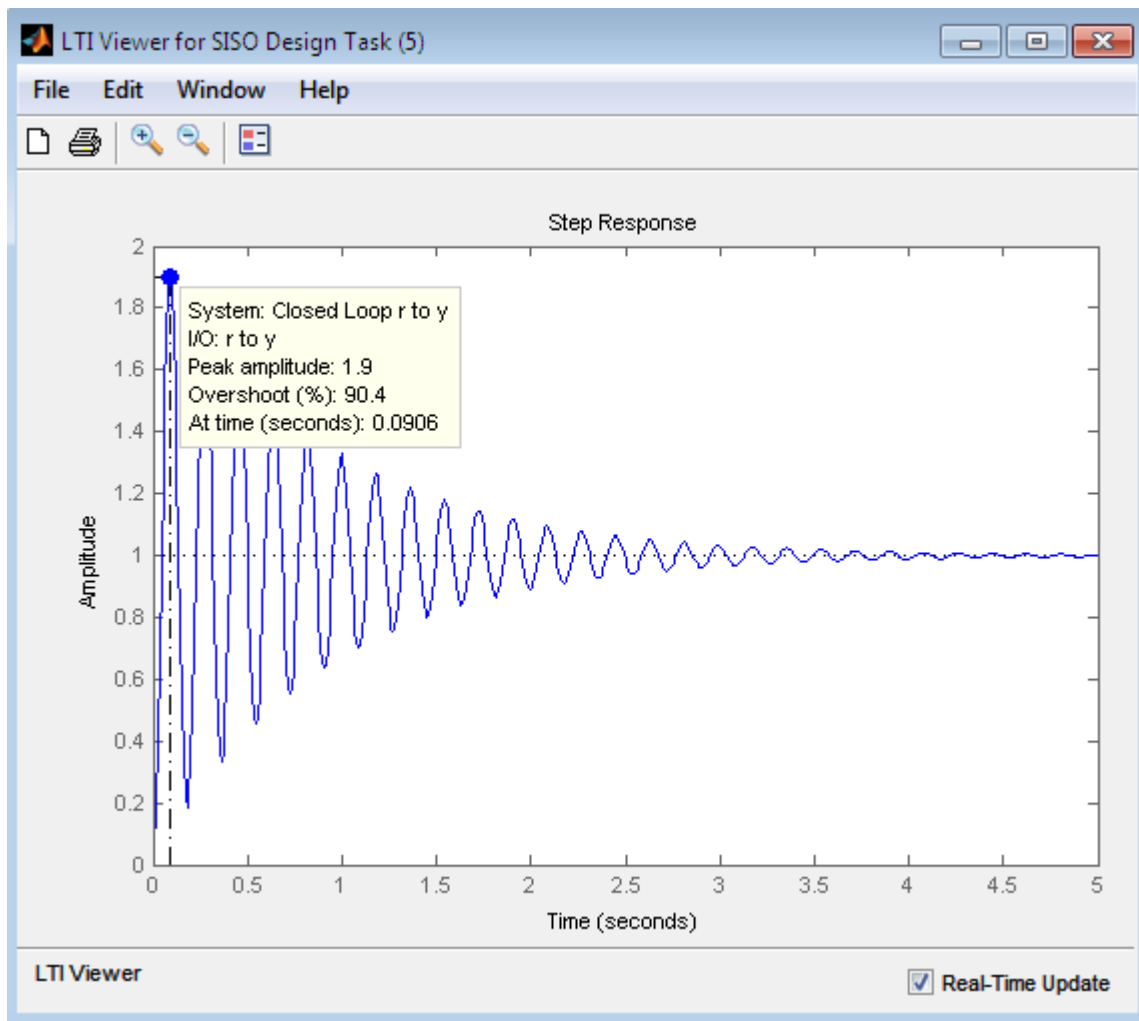 LTI Viewer for SISO Design Task (5)
File Edit Window Help
Step Response
2
1.8
1.6
1.4
1.2
1
0.8
0.6
0.4
0.2
0
Amplitude
System: Closed Loop r to y
I/O: r to y
Peak amplitude: 1.9
Overshoot (%): 90.4
At time (seconds): 0.0906
0 0.5 1 1.5 2 2.5 3 3.5 4 4.5 5
Time (seconds)
LTI Viewer
Real-Time Update